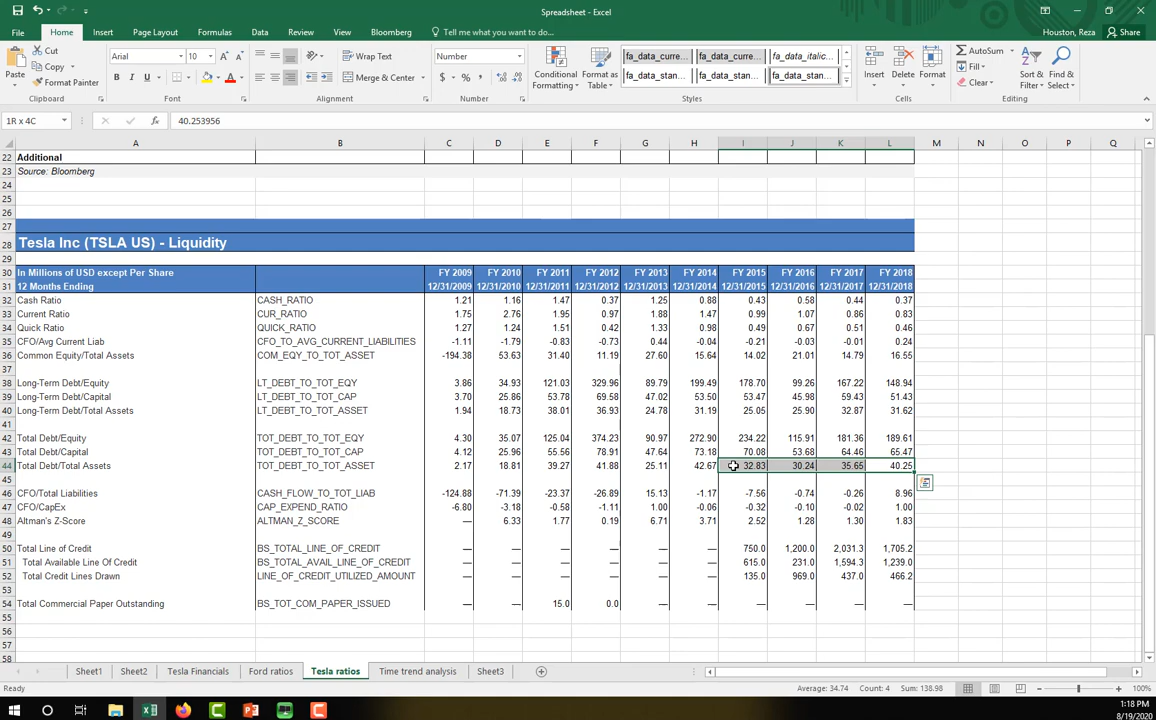 Spreadsheet - Excel
Houston, Reza
Share
File Home Insert Page Layout Formulas Data Review View Bloomberg Tell me what you want to do
Cut
Copy
Format Painter
Paste
Clipboard
Arial 10
Font
Wrap Text
Merge & Center
Alignment
Number
Number
Conditional Formatting
Format as Table
fa_data_curre... fa_data_curre... fa_data_italic...
fa_data_stan... fa_data_stan... fa_data_stan...
Styles
Insert Delete Format
Cells
AutoSum
Fill
Clear
Sort & Filter
Find & Select
Editing
1R x 4C 40.253956
A B C D E F G H I J K L M N O P Q
22 Additional
23 Source: Bloomberg
24
25
26
27
28 Tesla Inc (TSLA US) - Liquidity
29
30 In Millions of USD except Per Share FY 2009 FY 2010 FY 2011 FY 2012 FY 2013 FY 2014 FY 2015 FY 2016 FY 2017 FY 2018
31 12 Months Ending 12/31/2009 12/31/2010 12/31/2011 12/31/2012 12/31/2013 12/31/2014 12/31/2015 12/31/2016 12/31/2017 12/31/2018
32 Cash Ratio CASH_RATIO 1.21 1.16 1.47 0.37 1.25 0.88 0.43 0.58 0.44 0.37
33 Current Ratio CUR_RATIO 1.75 2.76 1.95 0.97 1.88 1.47 0.99 1.07 0.86 0.83
34 Quick Ratio QUICK_RATIO 1.27 1.24 1.51 0.42 1.33 0.98 0.49 0.67 0.51 0.46
35 CFO/Avg Current Liab CFO_TO_AVG_CURRENT_LIABILITIES -1.11 -1.79 -0.83 -0.73 0.44 -0.04 -0.21 -0.03 -0.01 0.24
36 Common Equity/Total Assets COM_EQY_TO_TOT_ASSET -194.38 53.63 31.40 11.19 27.60 15.64 14.02 21.01 14.79 16.55
37
38 Long-Term Debt/Equity LT_DEBT_TO_TOT_EQY 3.86 34.93 121.03 329.96 89.79 199.49 178.70 99.26 167.22 148.94
39 Long-Term Debt/Capital LT_DEBT_TO_TOT_CAP 3.70 25.86 53.78 69.58 47.02 53.50 53.47 45.98 59.43 51.43
40 Long-Term Debt/Total Assets LT_DEBT_TO_TOT_ASSET 1.94 18.73 38.01 36.93 24.78 31.19 25.05 25.90 32.87 31.62
41
42 Total Debt/Equity TOT_DEBT_TO_TOT_EQY 4.30 35.07 125.04 374.23 90.97 272.90 234.22 115.91 181.36 189.61
43 Total Debt/Capital TOT_DEBT_TO_TOT_CAP 4.12 25.96 55.56 78.91 47.64 73.18 70.08 53.68 64.46 65.47
44 Total Debt/Total Assets TOT_DEBT_TO_TOT_ASSET 2.17 18.81 39.27 41.88 25.11 42.67 32.83 30.24 35.65 40.25
45
46 CFO/Total Liabilities CASH_FLOW_TO_TOT_LIAB -124.88 -71.39 -23.37 -26.89 15.13 -1.17 -7.56 -0.74 -0.26 8.96
47 CFO/CapEx CAP_EXPEND_RATIO -6.80 -3.18 -0.58 -1.11 1.00 -0.06 -0.32 -0.10 -0.02 1.00
48 Altman's Z-Score ALTMAN_Z_SCORE — 6.33 1.77 0.19 6.71 3.71 2.52 1.28 1.30 1.83
49
50 Total Line of Credit BS_TOTAL_LINE_OF_CREDIT — — — — — — 750.0 1,200.0 2,031.3 1,705.2
51 Total Available Line Of Credit BS_TOTAL_AVAIL_LINE_OF_CREDIT — — — — — — 615.0 231.0 1,594.3 1,239.0
52 Total Credit Lines Drawn LINE_OF_CREDIT_UTILIZED_AMOUNT — — — — — — 135.0 969.0 437.0 466.2
53
54 Total Commercial Paper Outstanding BS_TOT_COM_PAPER_ISSUED — — 15.0 0.0 — — — — — —
55
56
57
58
Sheet1 Sheet2 Tesla Financials Ford ratios Tesla ratios Time trend analysis Sheet3
Ready Average: 34.74 Count: 4 Sum: 138.98 100%
1:18 PM
8/19/2020